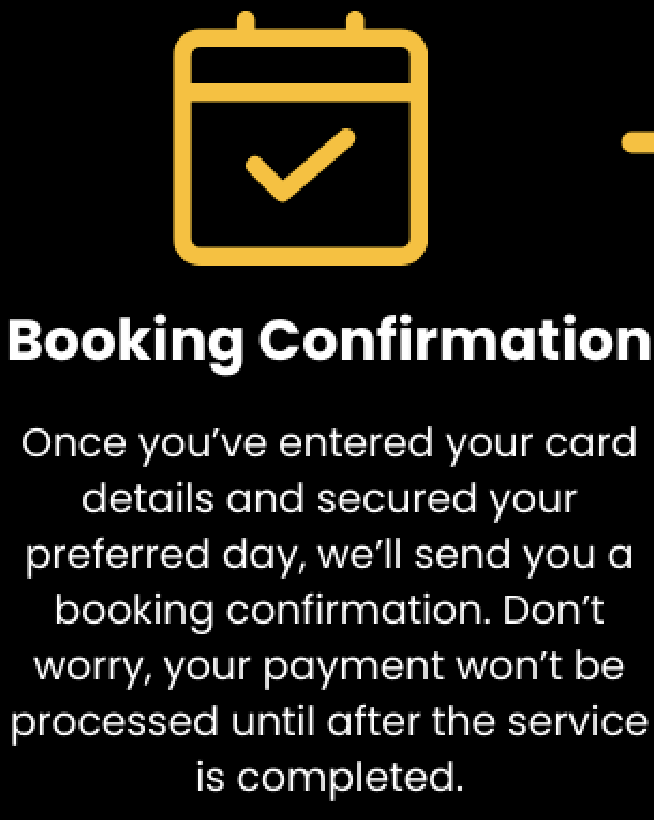 Booking Confirmation
Once you’ve entered your card
details and secured your
preferred day, we’ll send you a
booking confirmation. Don’t
worry, your payment won’t be
processed until after the service
is completed.